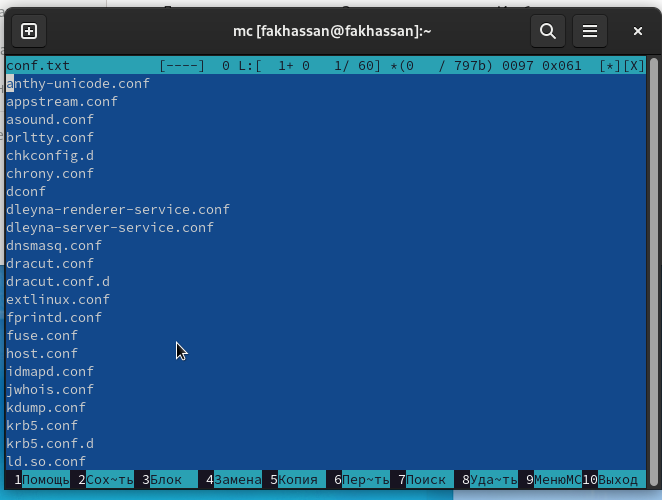 mc [fakhassan@fakhassan]:~
conf.txt [----] 0 L:[ 1+ 0 1/ 60] *(0 / 797b) 0097 0x061 [*][X]
anthy-unicode.conf
appstream.conf
asound.conf
brltty.conf
chkconfig.d
chrony.conf
dconf
dleyna-renderer-service.conf
dleyna-server-service.conf
dnsmasq.conf
dracut.conf
dracut.conf.d
extlinux.conf
fprintd.conf
fuse.conf
host.conf
idmapd.conf
jwhois.conf
kdump.conf
krb5.conf
krb5.conf.d
ld.so.conf
1Помощь 2Сох~ть 3Блок 4Замена 5Копия 6Пер~ть 7Поиск 8Уда~ть 9МенюMC 10Выход